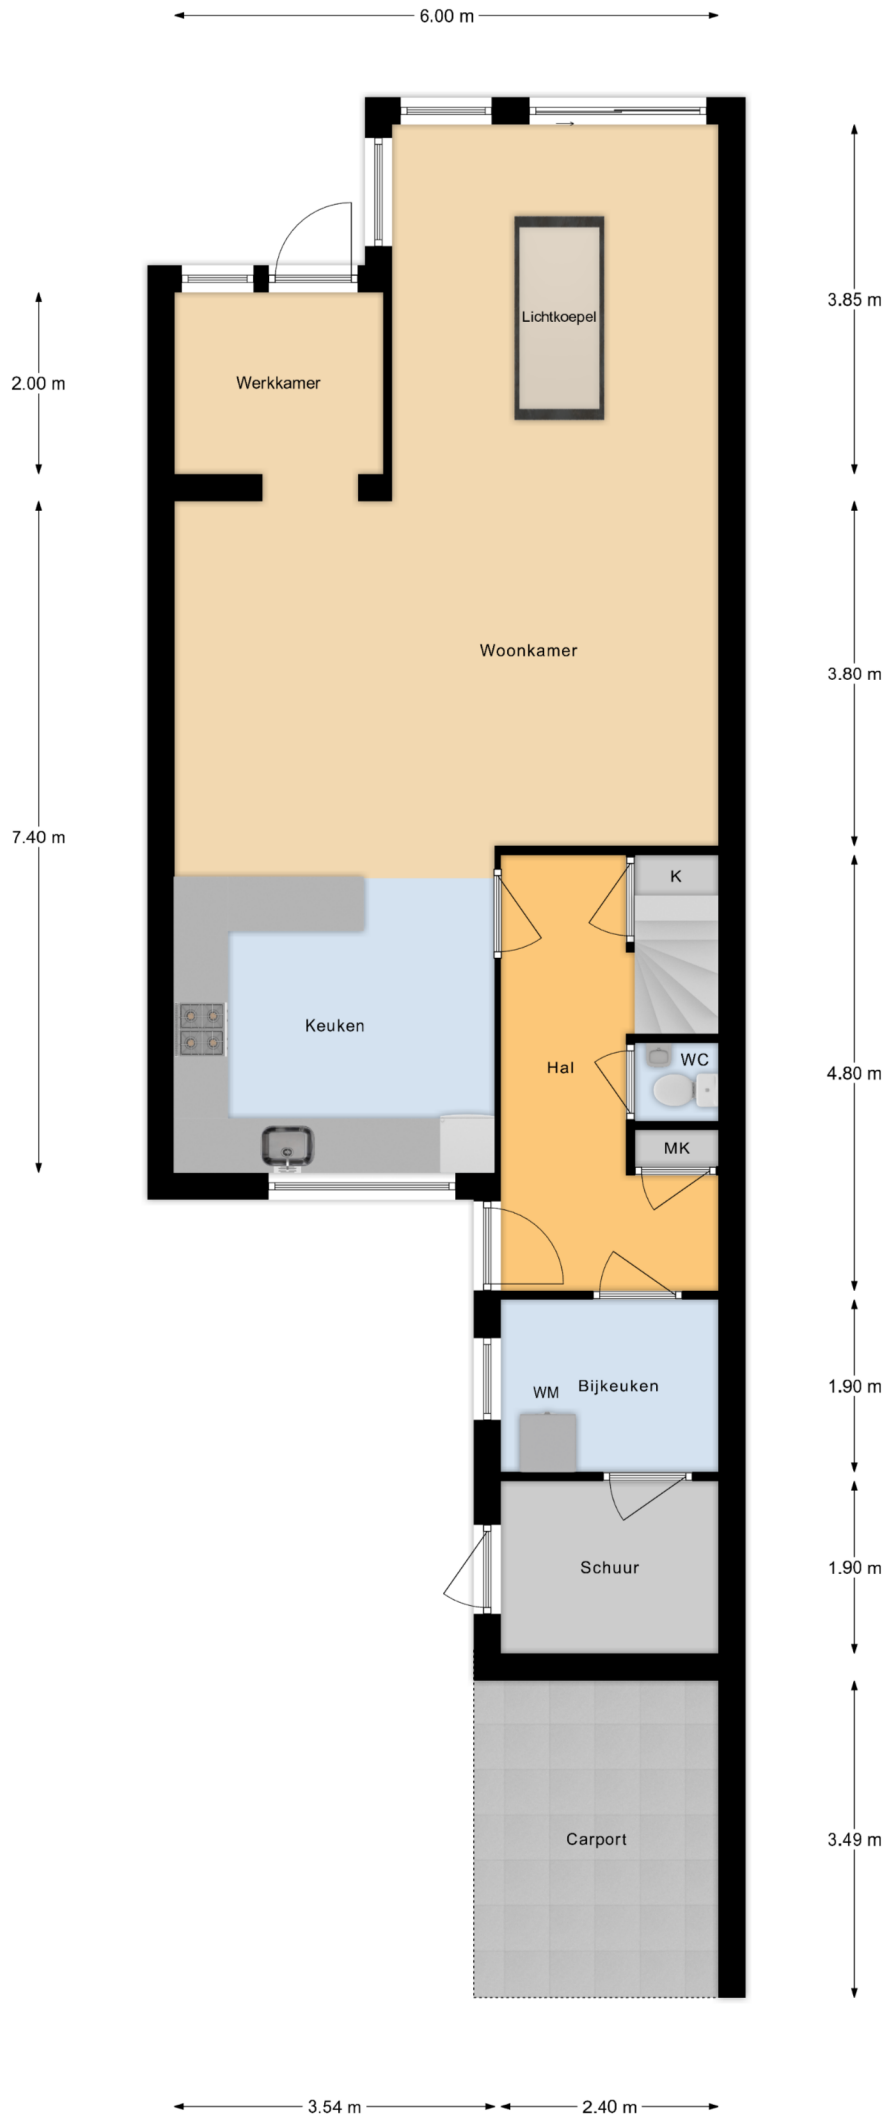 6.00 m
3.85 m
Lichtkoepel
2.00 m
Werkkamer
Woonkamer
3.80 m
7.40 m
K
Keuken
WC
Hal
4.80 m
MK
WM
Bijkeuken
1.90 m
Schuur
1.90 m
Carport
3.49 m
3.54 m
2.40 m